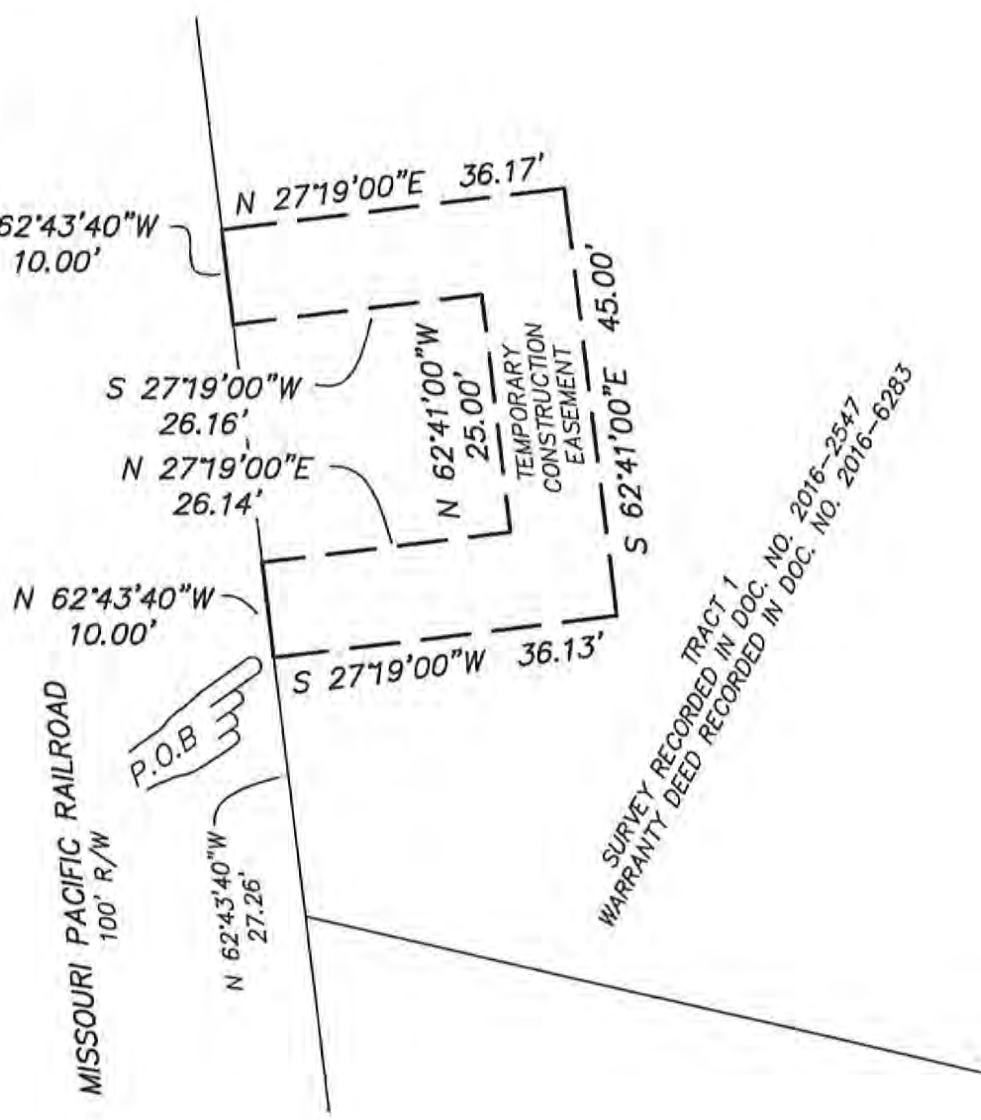 N 27°19'00"E 36.17'
62°43'40"W
10.00'
S 27°19'00"W
26.16'
N 27°19'00"E
26.14'
N 62°41'00"W
25.00'
TEMPORARY
CONSTRUCTION
EASEMENT
S 62°41'00"E 45.00'
N 62°43'40"W
10.00'
S 27°19'00"W 36.13'
P.O.B
MISSOURI PACIFIC RAILROAD
100' R/W
N 62°43'40"W
27.26'
TRACT 1
SURVEY RECORDED IN DOC. NO. 2016-2547
WARRANTY DEED RECORDED IN DOC. NO. 2016-6283